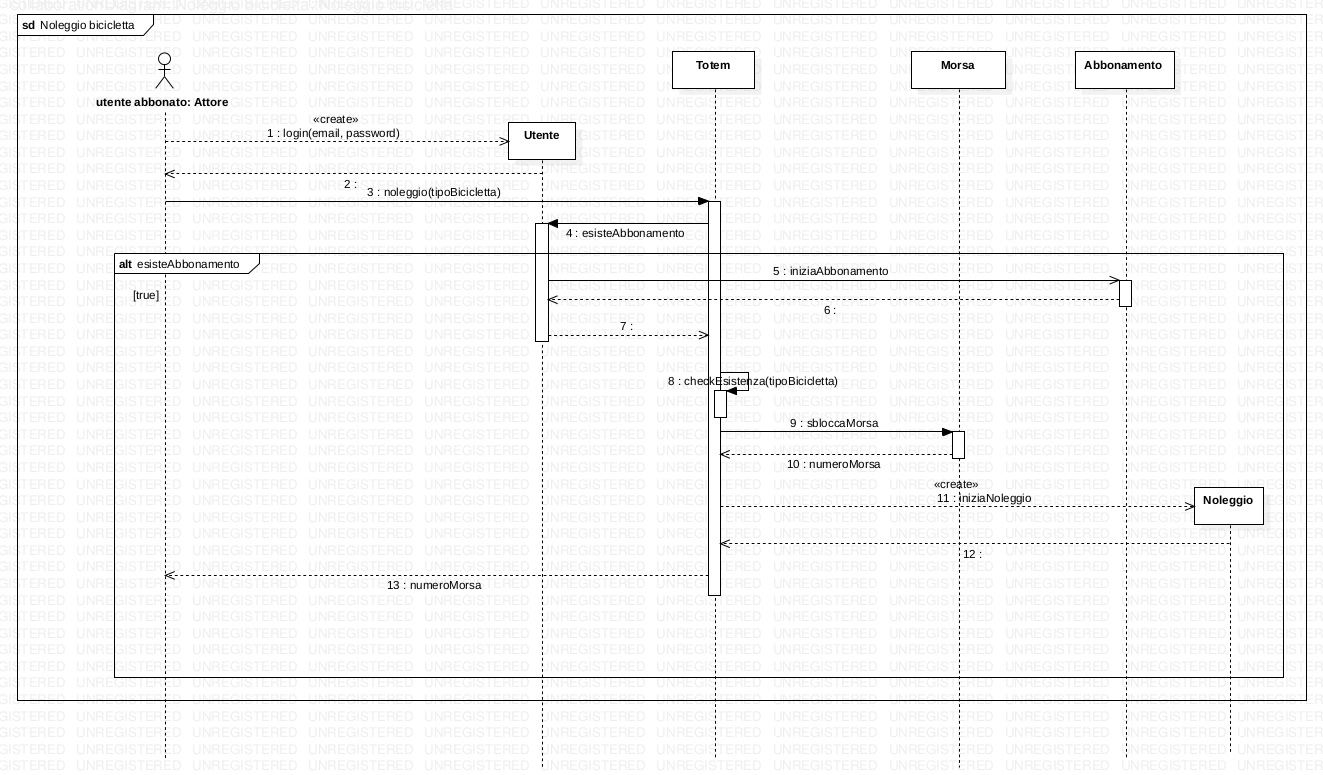 sd Noleggio bicicletta
utente abbonato: Attore
Totem
Morsa
Abbonamento
«create»
1 : login(email, password)
Utente
2 :
3 : noleggio(tipoBicicletta)
4 : esisteAbbonamento
alt esisteAbbonamento
[true]
5 : iniziaAbbonamento
6 :
7 :
8 : checkEsistenza(tipoBicicletta)
9 : sbloccaMorsa
10 : numeroMorsa
«create»
11 : iniziaNoleggio
Noleggio
12 :
13 : numeroMorsa
UNREGISTERED